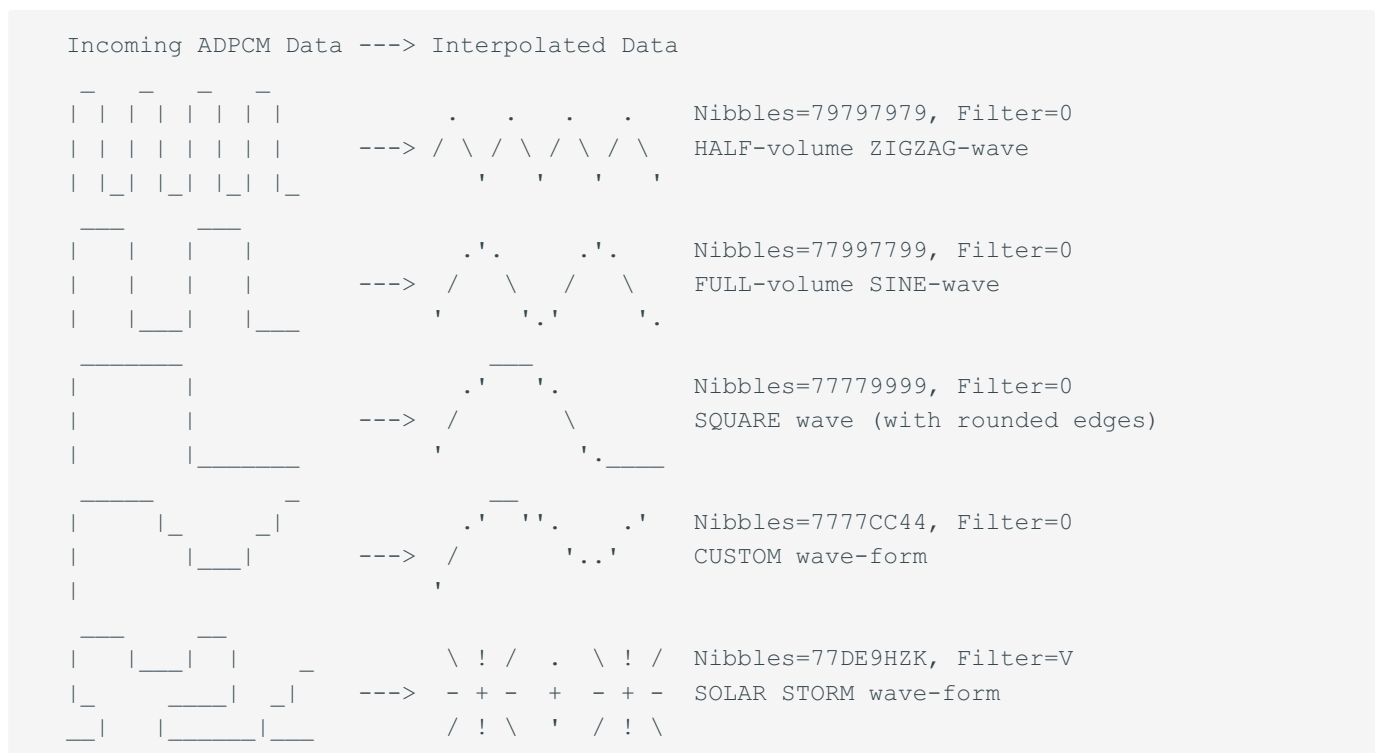 Incoming ADPCM Data ---> Interpolated Data
Nibbles=79797979, Filter=0
---> HALF-volume ZIGZAG-wave
Nibbles=77997799, Filter=0
---> FULL-volume SINE-wave
Nibbles=77779999, Filter=0
---> SQUARE wave (with rounded edges)
Nibbles=7777CC44, Filter=0
---> CUSTOM wave-form
Nibbles=77DE9HZK, Filter=V
---> SOLAR STORM wave-form